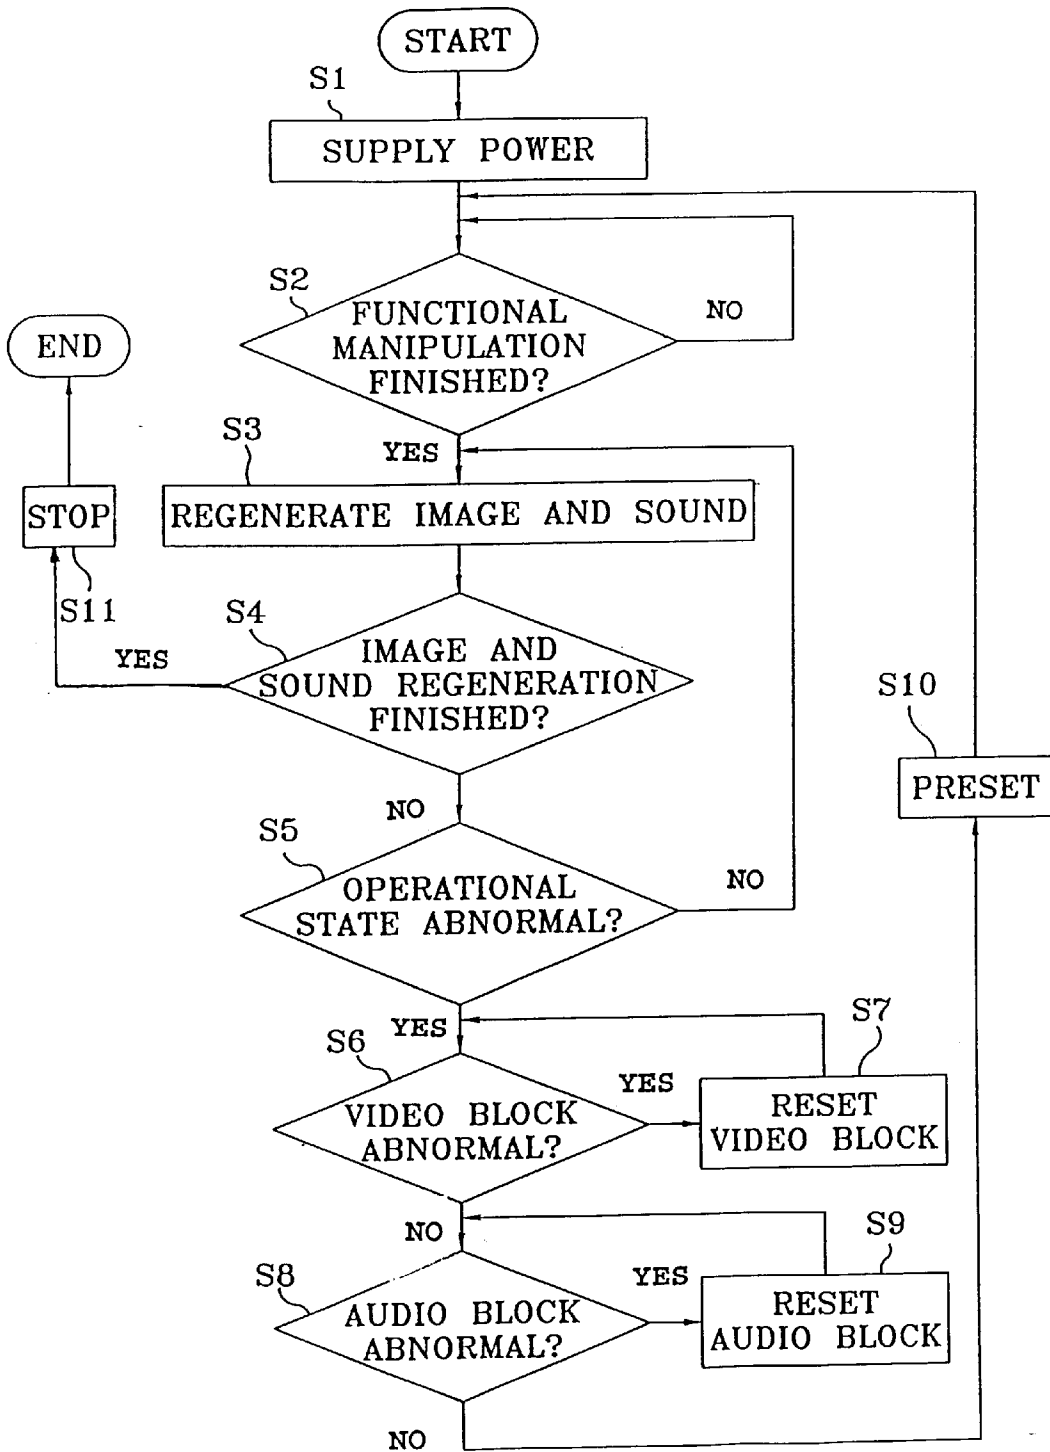 START
S1
SUPPLY POWER
S2
FUNCTIONAL
MANIPULATION
FINISHED?
NO
END
YES
S3
REGENERATE IMAGE AND SOUND
STOP
S11
S4
IMAGE AND
SOUND REGENERATION
FINISHED?
YES
NO
S10
PRESET
S5
OPERATIONAL
STATE ABNORMAL?
NO
YES
S6
VIDEO BLOCK
ABNORMAL?
YES
S7
RESET
VIDEO BLOCK
NO
S8
AUDIO BLOCK
ABNORMAL?
YES
S9
RESET
AUDIO BLOCK
NO